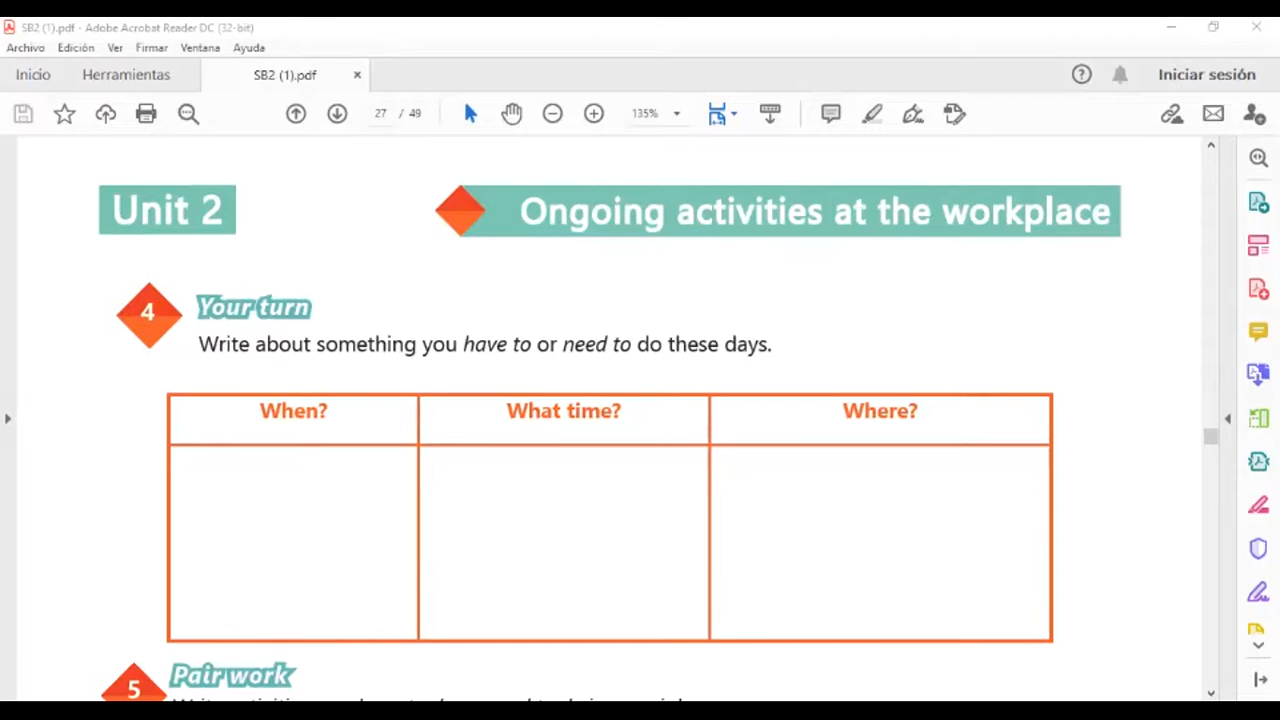 SB2 (1).pdf - Adobe Acrobat Reader DC (32-bit)
Archivo Edición Ver Firmar Ventana Ayuda
Inicio Herramientas SB2 (1).pdf × Iniciar sesión
27 / 49 135%
Unit 2 Ongoing activities at the workplace
4 Your turn
Write about something you have to or need to do these days.
When? What time? Where?
5 Pair work